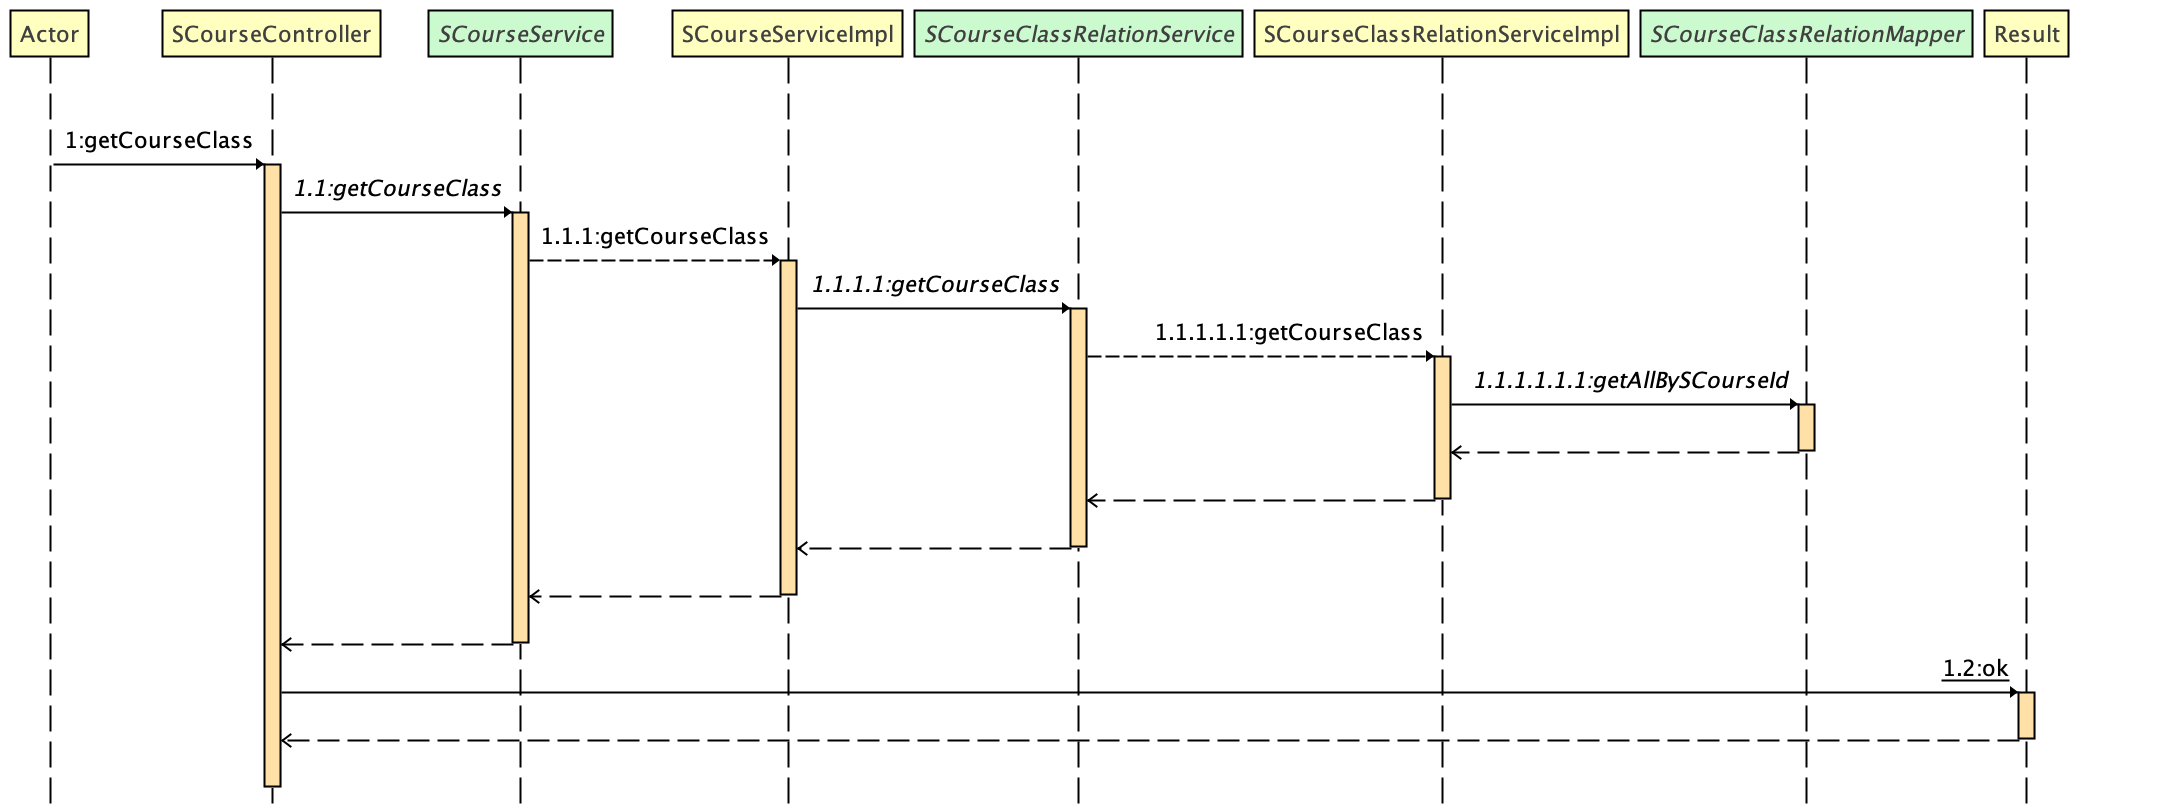 Actor
SCourseController
SCourseService
SCourseServiceImpl
SCourseClassRelationService
SCourseClassRelationServiceImpl
SCourseClassRelationMapper
Result
1:getCourseClass
1.1:getCourseClass
1.1.1:getCourseClass
1.1.1.1:getCourseClass
1.1.1.1.1:getCourseClass
1.1.1.1.1.1:getAllBySCourseId
1.2:ok